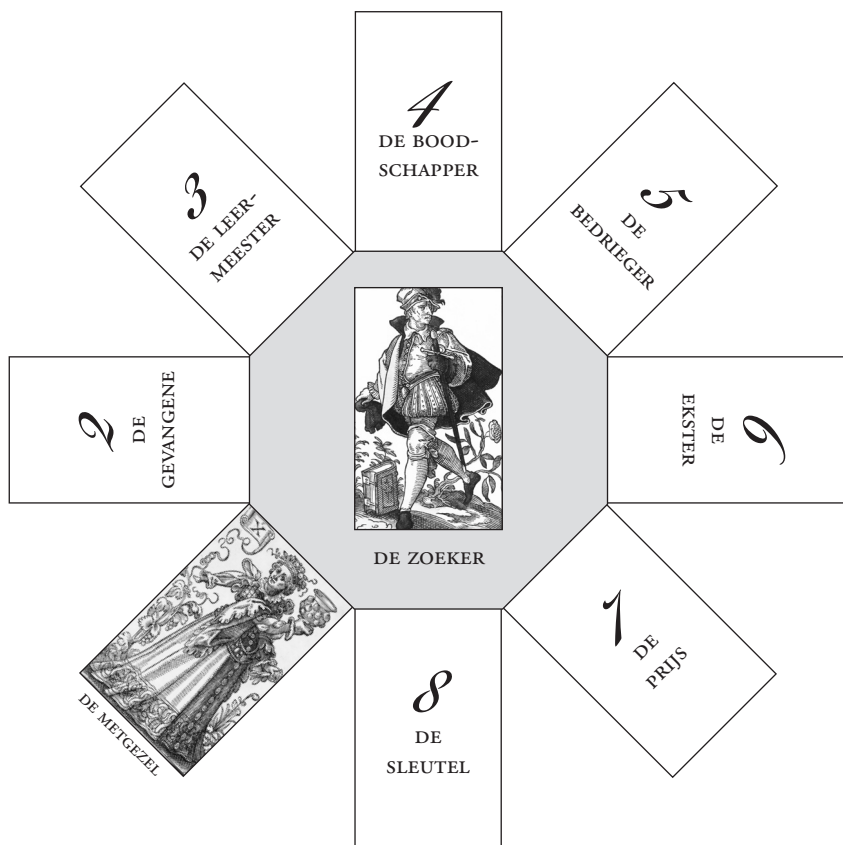 4
DE BOOD-
SCHAPPER
3
DE LEER-
MEESTER
5
DE
BEDRIEGER
2
DE
GEVANGENE
6
DE
EKSTER
DE ZOEKER
X
DE METGEZEL
7
DE
PRIJS
8
DE
SLEUTEL